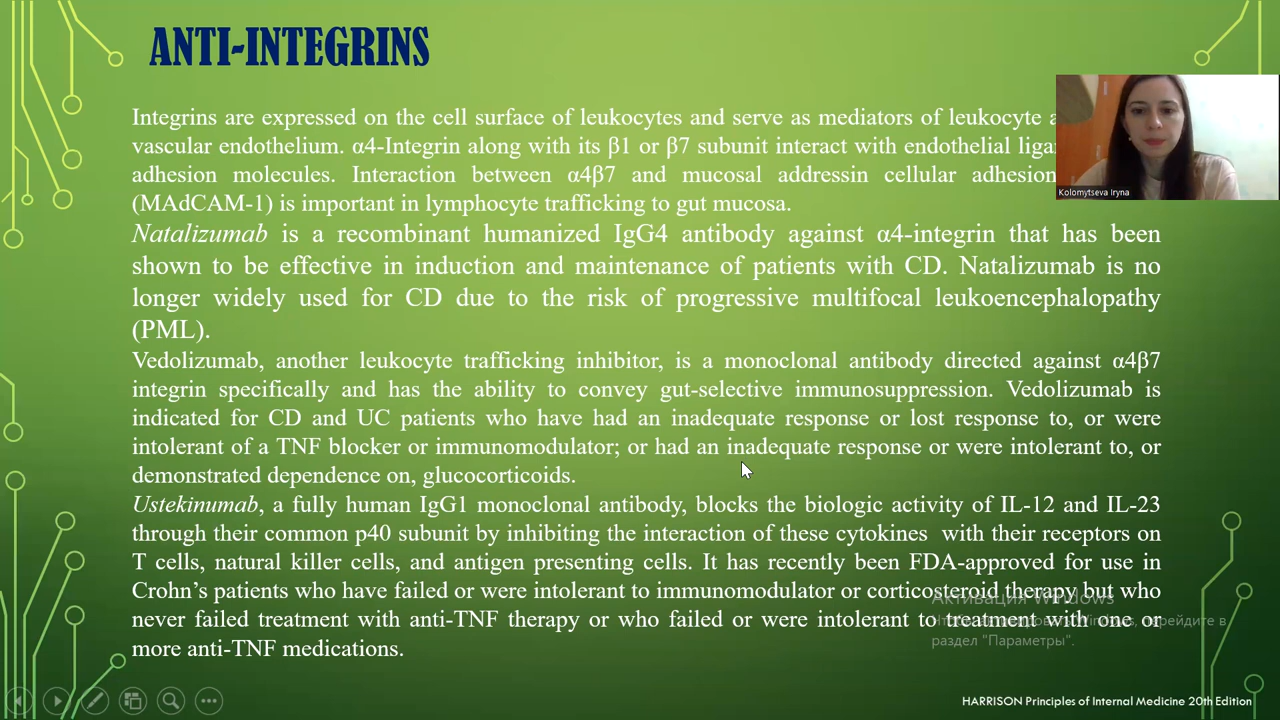 ANTI-INTEGRINS
Integrins are expressed on the cell surface of leukocytes and serve as mediators of leukocyte
vascular endothelium. α4-Integrin along with its β1 or β7 subunit interact with endothelial
adhesion molecules. Interaction between α4β7 and mucosal addressin cellular adhesion
(MAdCAM-1) is important in lymphocyte trafficking to gut mucosa.
Kolomytseva Iryna
Natalizumab is a recombinant humanized IgG4 antibody against α4-integrin that has been
shown to be effective in induction and maintenance of patients with CD. Natalizumab is no
longer widely used for CD due to the risk of progressive multifocal leukoencephalopathy
(PML).
Vedolizumab, another leukocyte trafficking inhibitor, is a monoclonal antibody directed against α4β7
integrin specifically and has the ability to convey gut-selective immunosuppression. Vedolizumab is
indicated for CD and UC patients who have had an inadequate response or lost response to, or were
intolerant of a TNF blocker or immunomodulator; or had an inadequate response or were intolerant to, or
demonstrated dependence on, glucocorticoids.
Ustekinumab, a fully human IgG1 monoclonal antibody, blocks the biologic activity of IL-12 and IL-23
through their common p40 subunit by inhibiting the interaction of these cytokines with their receptors on
T cells, natural killer cells, and antigen presenting cells. It has recently been FDA-approved for use in
Crohn's patients who have failed or were intolerant to immunomodulator or corticosteroid therapy but who
never failed treatment with anti-TNF therapy or who failed or were intolerant to treatment with one or
more anti-TNF medications.
Активация Windows
Чтобы активировать Windows, перейдите в
раздел "Параметры".
HARRISON Principles of Internal Medicine 20th Edition